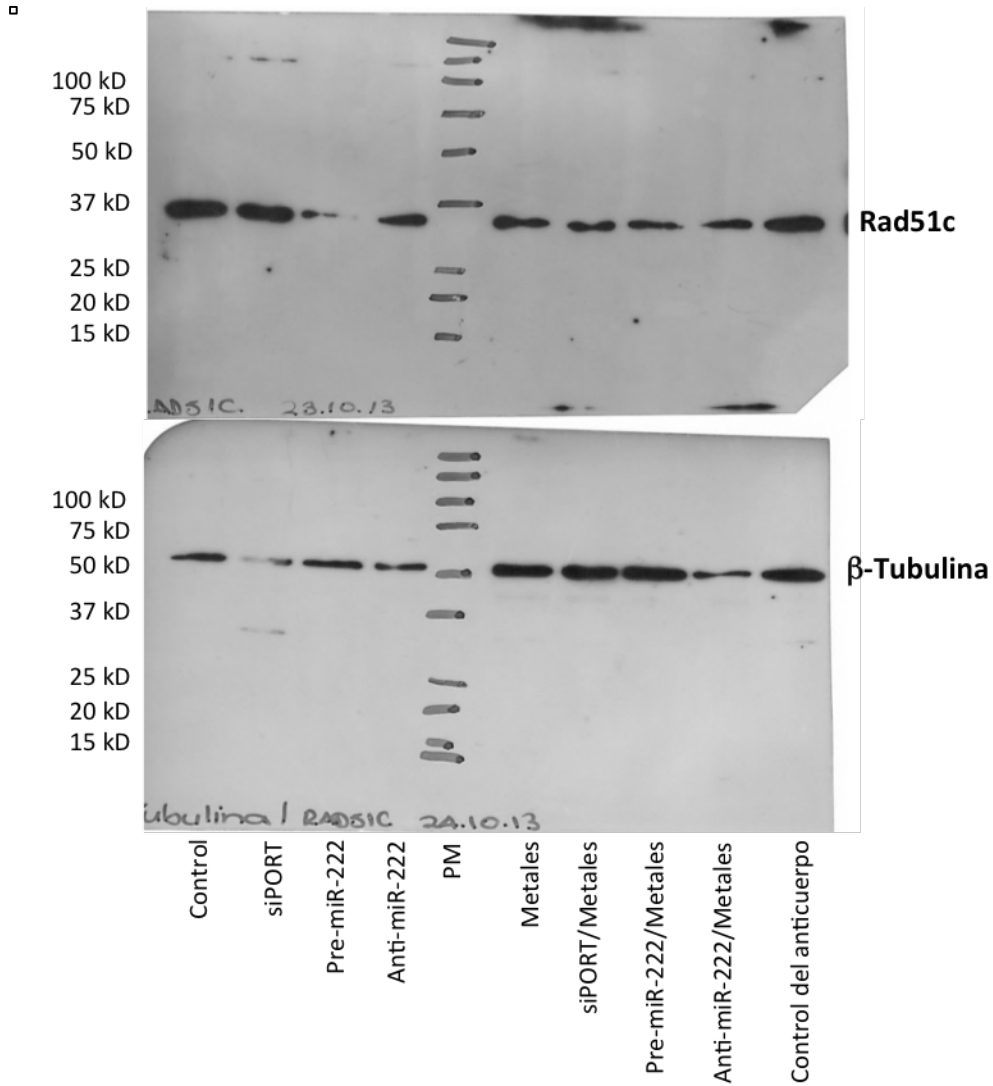 100 kD
75 kD
50 kD
37 kD
25 kD
20 kD
15 kD
Rad51c
.AD51C. 23.10.13
100 kD
75 kD
50 kD
37 kD
25 kD
20 kD
15 kD
β-Tubulina
ubulina / RAD51C 24.10.13
Control
siPORT
Pre-miR-222
Anti-miR-222
PM
Metales
siPORT/Metales
Pre-miR-222/Metales
Anti-miR-222/Metales
Control del anticuerpo